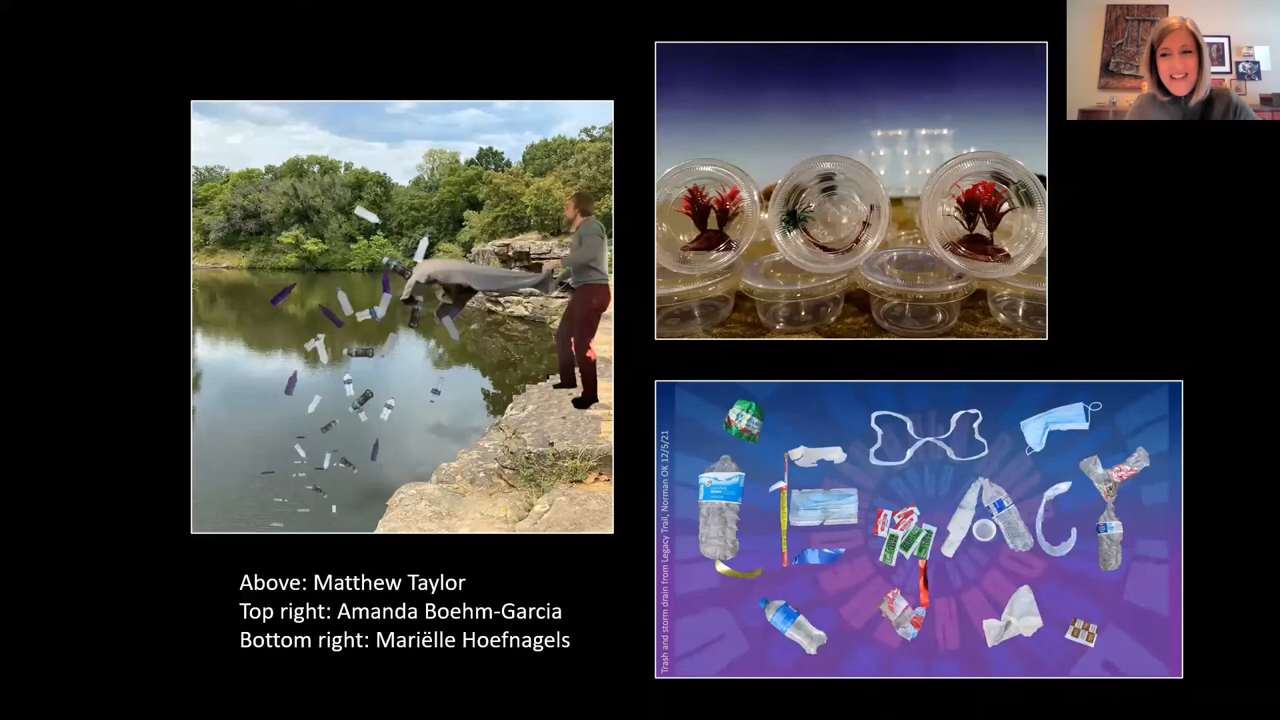 Above: Matthew Taylor
Top right: Amanda Boehm-Garcia
Bottom right: Mariëlle Hoefnagels
Trash and storm drain from Legacy Trail, Norman OK 12/5/21
LEGACY